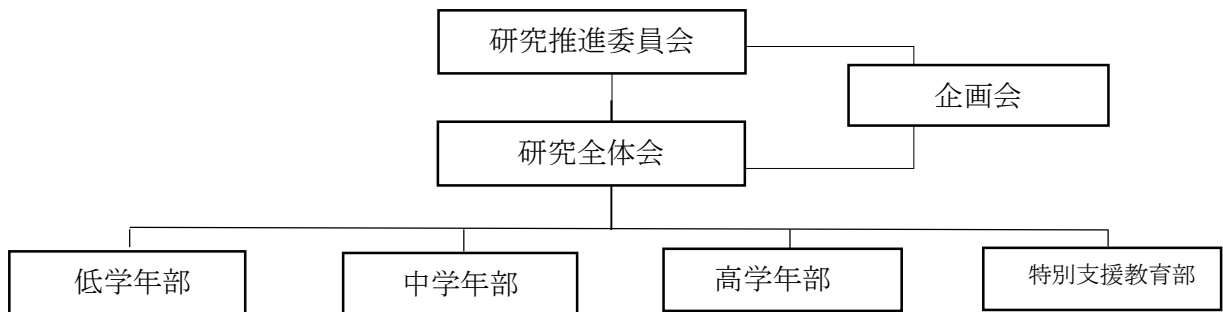 研究推進委員会
企画会
研究全体会
低学年部
中学年部
高学年部
特別支援教育部